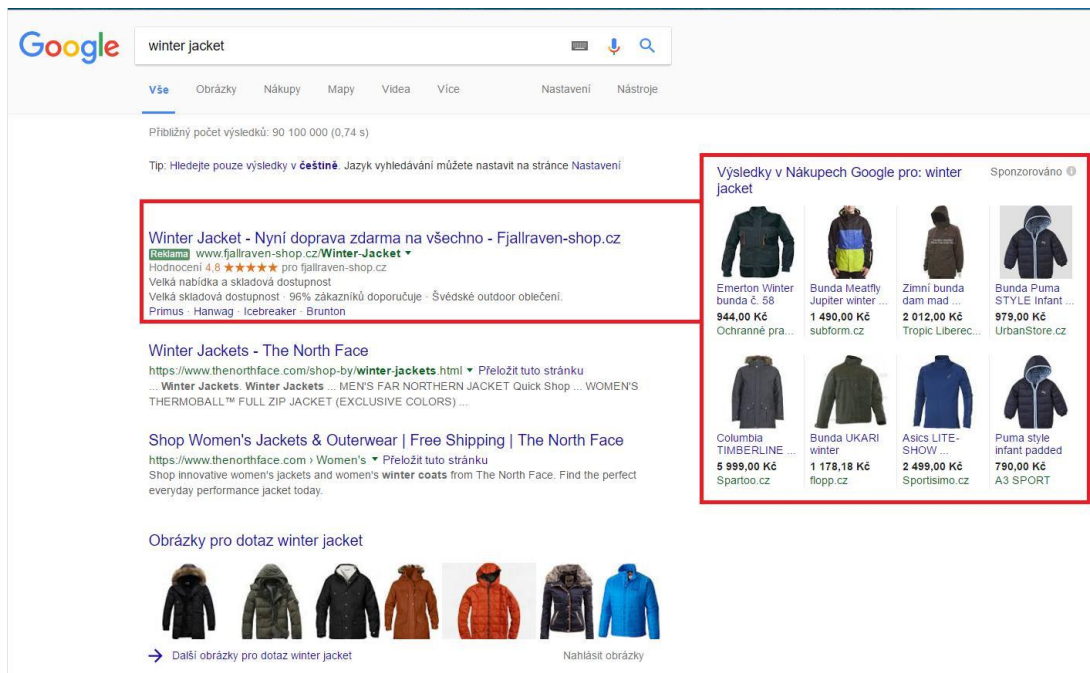 Google
winter jacket
Vše Obrázky Nákupy Mapy Videa Více Nastavení Nástroje
Přibližný počet výsledků: 90 100 000 (0,74 s)
Tip: Hledejte pouze výsledky v češtině. Jazyk vyhledávání můžete nastavit na stránce Nastavení
Winter Jacket - Nyní doprava zdarma na všechno - Fjallraven-shop.cz
Reklama www.fjallraven-shop.cz/Winter-Jacket
Hodnocení 4,8 ★★★★★ pro fjallraven-shop.cz
Velká nabídka a skladová dostupnost
Velká skladová dostupnost · 96% zákazníků doporučuje · Švédské outdoor oblečení.
Primus · Hanwag · Icebreaker · Brunton
Winter Jackets - The North Face
https://www.thenorthface.com/shop-by/winter-jackets.html Přeložit tuto stránku
... Winter Jackets. Winter Jackets ... MEN'S FAR NORTHERN JACKET Quick Shop ... WOMEN'S
THERMOBALL™ FULL ZIP JACKET (EXCLUSIVE COLORS) ...
Shop Women's Jackets & Outerwear | Free Shipping | The North Face
https://www.thenorthface.com › Women's Přeložit tuto stránku
Shop innovative women's jackets and women's winter coats from The North Face. Find the perfect
everyday performance jacket today.
Obrázky pro dotaz winter jacket
Další obrázky pro dotaz winter jacket Nahlásit obrázky
Výsledky v Nákupech Google pro: winter Sponzorováno
jacket
Emerton Winter Bunda Meatfly Zimní bunda Bunda Puma
bunda č. 58 Jupiter winter ... dam mad ... STYLE Infant ...
944,00 Kč 1 490,00 Kč 2 012,00 Kč 979,00 Kč
Ochranné pra... subform.cz Tropic Liberec... UrbanStore.cz
Columbia Bunda UKARI Asics LITE- Puma style
TIMBERLINE ... winter SHOW ... infant padded
5 999,00 Kč 1 178,18 Kč 2 499,00 Kč 790,00 Kč
Spartoo.cz flopp.cz Sportisimo.cz A3 SPORT